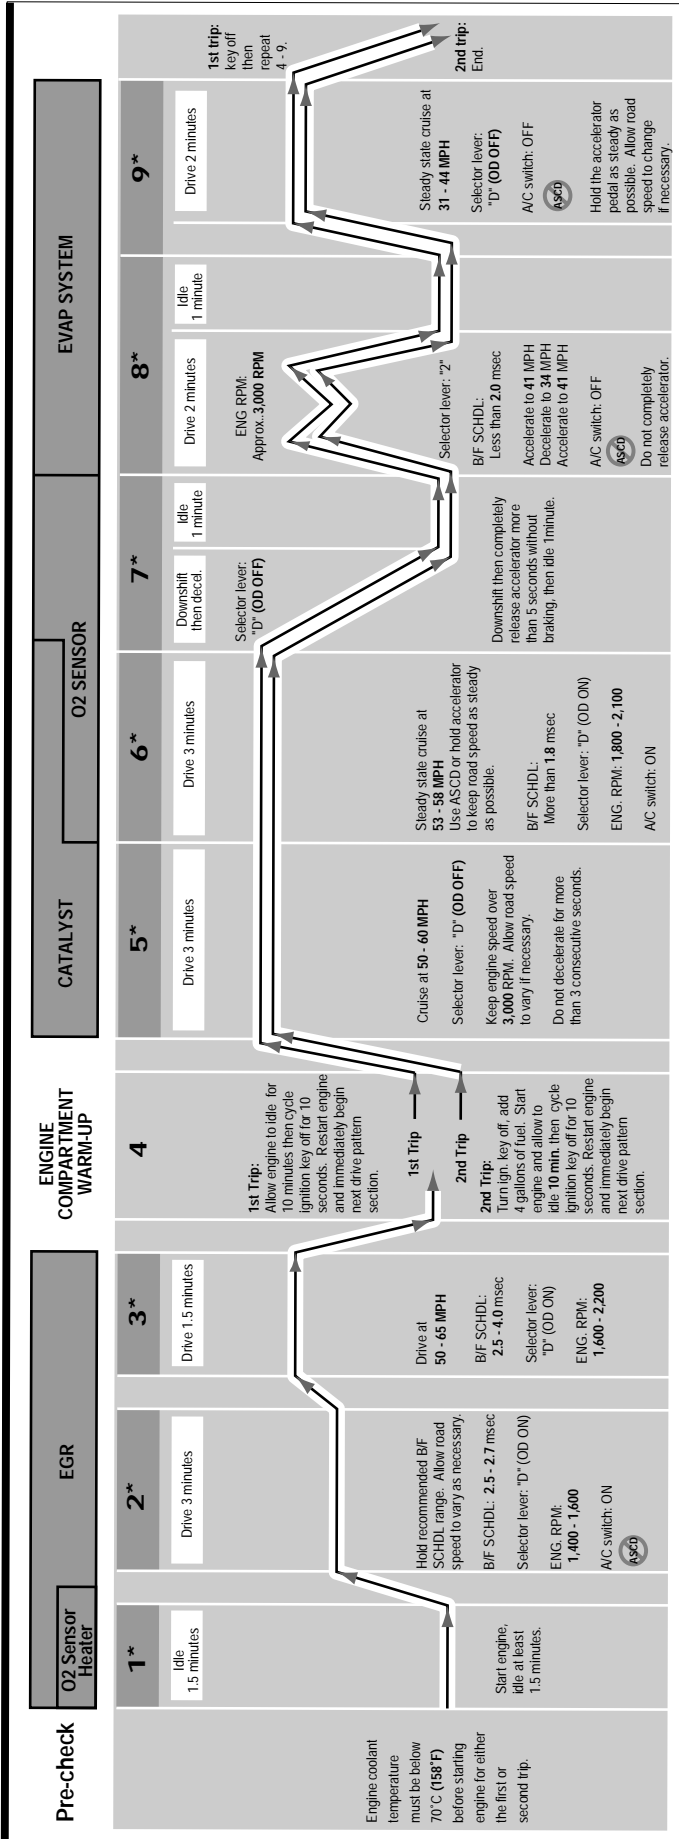 Pre-check
EGR
O2 Sensor
Heater
ENGINE
COMPARTMENT
WARM-UP
CATALYST
O2 SENSOR
EVAP SYSTEM
Engine coolant
temperature
must be below
70˚C (158˚F)
before starting
engine for either
the first or
second trip.
1*
Idle
1.5 minutes
Start engine,
idle at least
1.5 minutes.
2*
Drive 3 minutes
Hold recommended B/F
SCHDL range. Allow road
speed to vary as necessary.
B/F SCHDL: 2.5 - 2.7 msec
Selector lever: "D" (OD ON)
ENG. RPM:
1,400 - 1,600
A/C switch: ON
ASCD
3*
Drive 1.5 minutes
Drive at
50 - 65 MPH
B/F SCHDL:
2.5 - 4.0 msec
Selector lever:
"D" (OD ON)
ENG. RPM:
1,600 - 2,200
4
1st Trip:
Allow engine to idle for
10 minutes then cycle
ignition key off for 10
seconds. Restart engine
and immediately begin
next drive pattern
section.
1st Trip
2nd Trip
2nd Trip:
Turn ign. key off, add
4 gallons of fuel. Start
engine and allow to
idle 10 min. then cycle
ignition key off for 10
seconds. Restart engine
and immediately begin
next drive pattern
section.
5*
Drive 3 minutes
Cruise at 50 - 60 MPH
Selector lever: "D" (OD OFF)
Keep engine speed over
3,000 RPM. Allow road speed
to vary if necessary.
Do not decelerate for more
than 3 consecutive seconds.
6*
Drive 3 minutes
Steady state cruise at
53 - 58 MPH
Use ASCD or hold accelerator
to keep road speed as steady
as possible.
B/F SCHDL:
More than 1.8 msec
Selector lever: "D" (OD ON)
ENG. RPM: 1,800 - 2,100
A/C switch: ON
7*
Downshift
then decel.
Idle
1 minute
Selector lever:
"D" (OD OFF)
Downshift then completely
release accelerator more
than 5 seconds without
braking, then idle 1minute.
8*
Drive 2 minutes
Idle
1 minute
ENG RPM:
Approx..3,000 RPM
Selector lever: "2"
B/F SCHDL:
Less than 2.0 msec
Accelerate to 41 MPH
Decelerate to 34 MPH
Accelerate to 41 MPH
A/C switch: OFF
ASCD
Do not completely
release accelerator.
9*
Drive 2 minutes
Steady state cruise at
31 - 44 MPH
Selector lever:
"D" (OD OFF)
A/C switch: OFF
ASCD
Hold the accelerator
pedal as steady as
possible. Allow road
speed to change
if necessary.
1st trip:
key off
then
repeat
4 - 9.
2nd trip:
End.